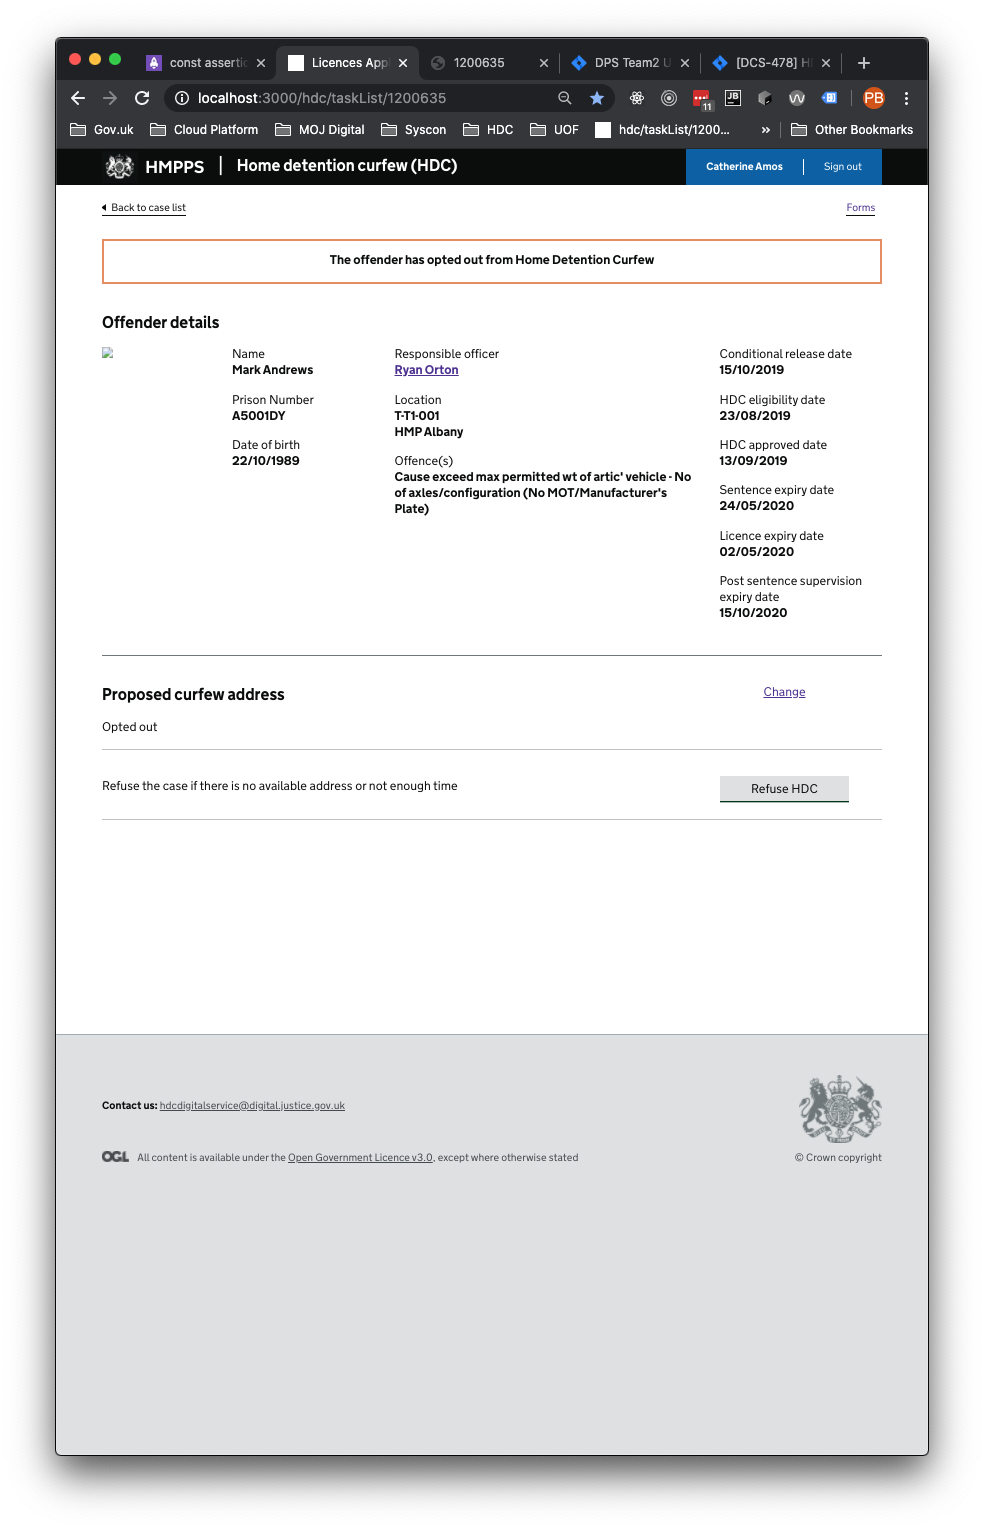 const assertic
Licences Appl
1200635
DPS Team2 U
[DCS-478] H
localhost:3000/hdc/taskList/1200635
11
JB
PB
Gov.uk
Cloud Platform
MOJ Digital
Syscon
HDC
UOF
hdc/taskList/1200...
»
Other Bookmarks
HMPPS | Home detention curfew (HDC)
Catherine Amos
Sign out
Back to case list
Forms
The offender has opted out from Home Detention Curfew
Offender details
Name
Mark Andrews
Prison Number
A5001DY
Date of birth
22/10/1989
Responsible officer
Ryan Orton
Location
T-T1-001
HMP Albany
Offence(s)
Cause exceed max permitted wt of artic' vehicle - No
of axles/configuration (No MOT/Manufacturer's
Plate)
Conditional release date
15/10/2019
HDC eligibility date
23/08/2019
HDC approved date
13/09/2019
Sentence expiry date
24/05/2020
Licence expiry date
02/05/2020
Post sentence supervision
expiry date
15/10/2020
Proposed curfew address
Change
Opted out
Refuse the case if there is no available address or not enough time
Refuse HDC
Contact us: hdcdigitalservice@digital.justice.gov.uk
OGL All content is available under the Open Government Licence v3.0, except where otherwise stated
© Crown copyright